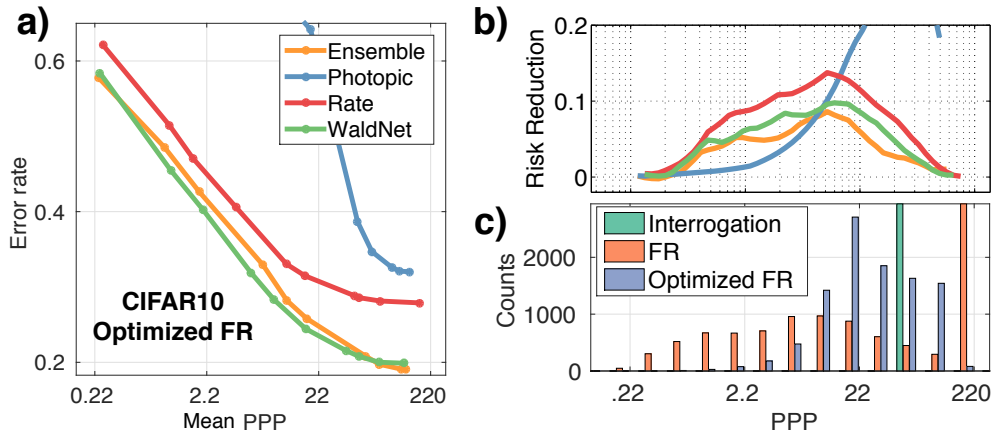 a)
Error rate
0.6
0.4
0.2
Ensemble
Photopic
Rate
WaldNet
CIFAR10
Optimized FR
0.22
2.2
22
220
Mean PPP
b)
Risk Reduction
0.2
0.1
0
c)
Counts
2000
1000
0
Interrogation
FR
Optimized FR
.22
2.2
22
220
PPP